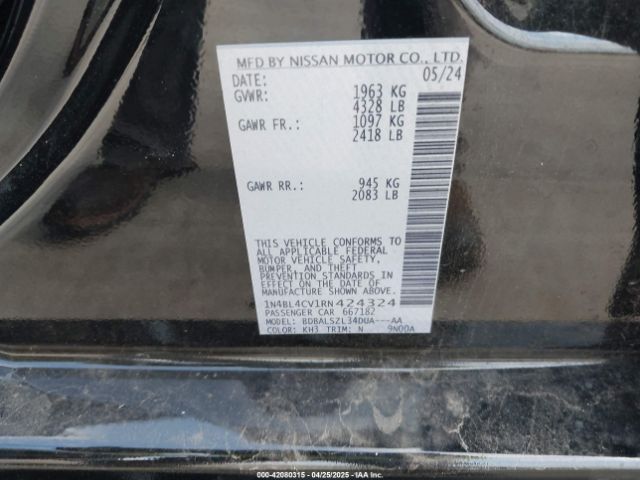 MFD BY NISSAN MOTOR CO., LTD.
DATE: 05/24
GVWR: 1963 KG
4328 LB
GAWR FR.: 1097 KG
2418 LB
GAWR RR.: 945 KG
2083 LB
THIS VEHICLE CONFORMS TO
ALL APPLICABLE FEDERAL
MOTOR VEHICLE SAFETY,
BUMPER, AND THEFT
PREVENTION STANDARDS IN
EFFECT ON THE DATE OF
MANUFACTURE SHOWN ABOVE.
1N4BL4CV1RN424324
PASSENGER CAR 667182
MODEL: BDBALSZL34DUA---AA
COLOR: KH3 TRIM: N 9N00A
000-42080315 - 04/25/2025 - IAA, Inc.